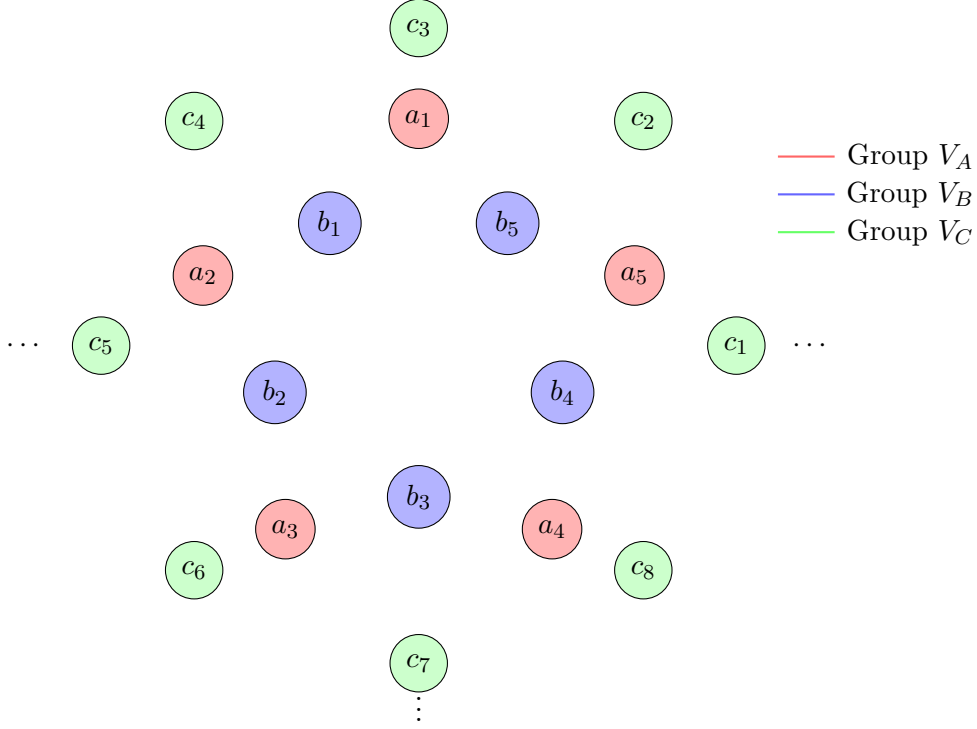 c₃
c₄
a₁
c₂
Group V_A
Group V_B
Group V_C
b₁
b₅
a₂
a₅
⋯
c₅
c₁
⋯
b₂
b₄
b₃
a₃
a₄
c₆
c₈
c₇
⋮